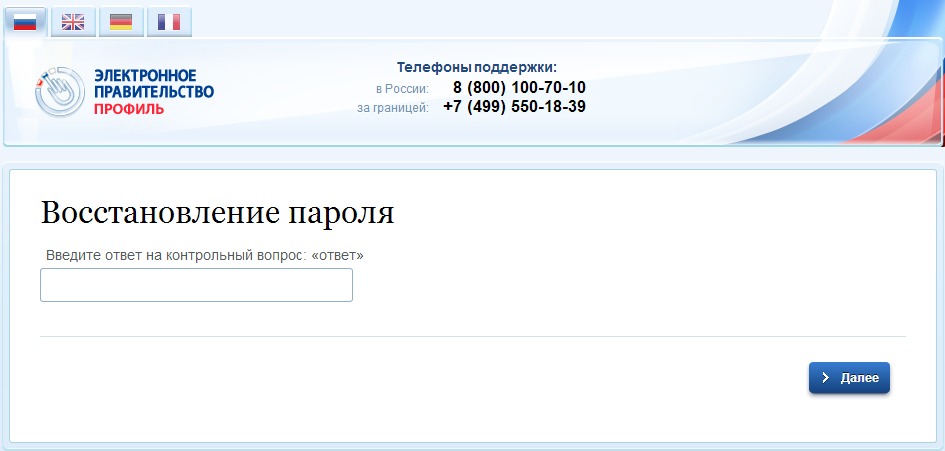 ЭЛЕКТРОННОЕ
ПРАВИТЕЛЬСТВО
ПРОФИЛЬ
Телефоны поддержки:
в России: 8 (800) 100-70-10
за границей: +7 (499) 550-18-39
Восстановление пароля
Введите ответ на контрольный вопрос: «ответ»
Далее